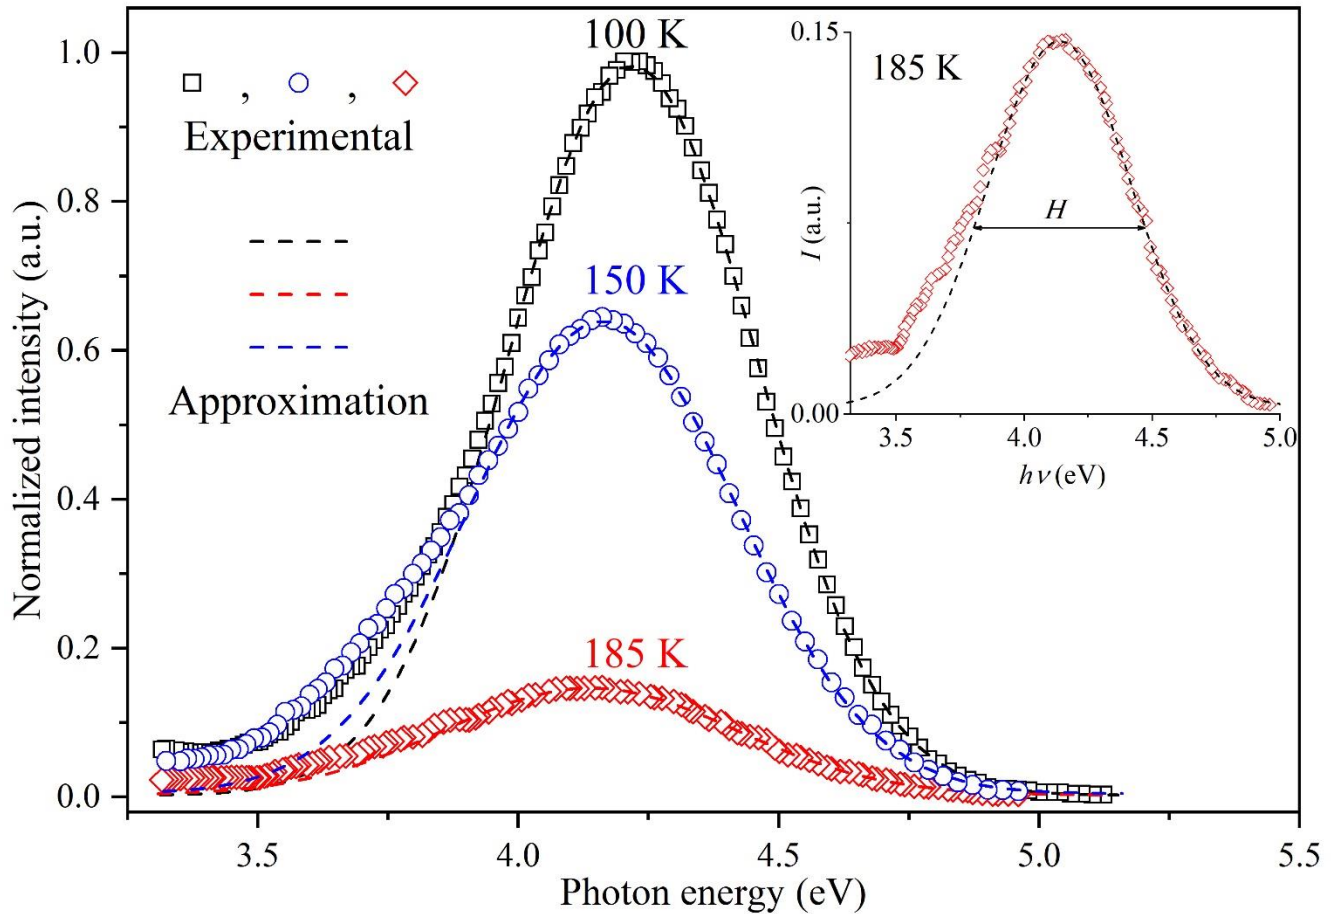 100 K
, ,
Experimental
Approximation
150 K
185 K
Normalized intensity (a.u.)
1.0
0.8
0.6
0.4
0.2
0.0
3.5 4.0 4.5 5.0 5.5
Photon energy (eV)
185 K
H
I (a.u.)
0.15
0.00
3.5 4.0 4.5 5.0
hν (eV)